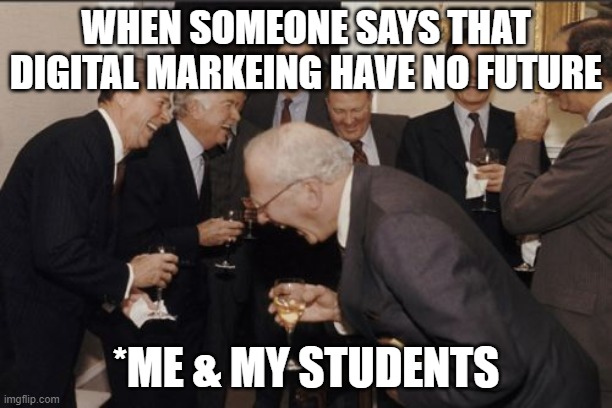 WHEN SOMEONE SAYS THAT
DIGITAL MARKEING HAVE NO FUTURE
*ME & MY STUDENTS
imgflip.com